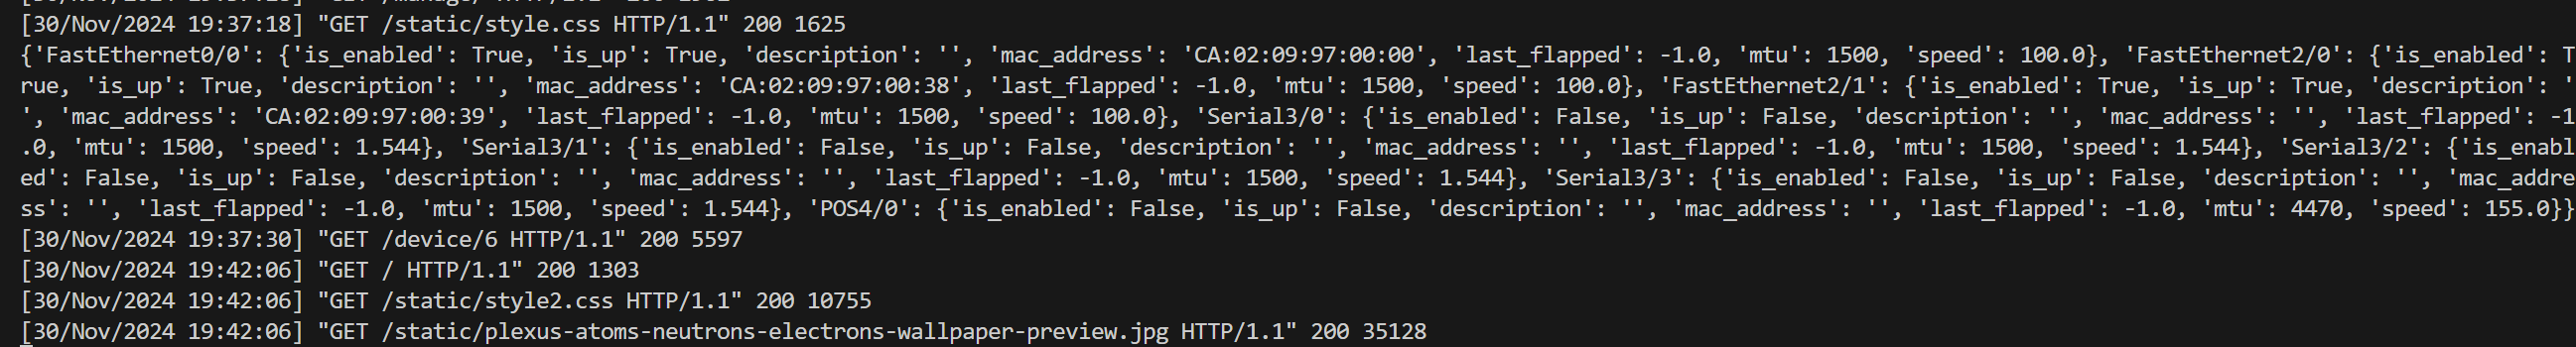 [30/Nov/2024 19:37:18] "GET /static/style.css HTTP/1.1" 200 1625
{'FastEthernet0/0': {'is_enabled': True, 'is_up': True, 'description': '', 'mac_address': 'CA:02:09:97:00:00', 'last_flapped': -1.0, 'mtu': 1500, 'speed': 100.0}, 'FastEthernet2/0': {'is_enabled': T
rue, 'is_up': True, 'description': '', 'mac_address': 'CA:02:09:97:00:38', 'last_flapped': -1.0, 'mtu': 1500, 'speed': 100.0}, 'FastEthernet2/1': {'is_enabled': True, 'is_up': True, 'description': '
', 'mac_address': 'CA:02:09:97:00:39', 'last_flapped': -1.0, 'mtu': 1500, 'speed': 100.0}, 'Serial3/0': {'is_enabled': False, 'is_up': False, 'description': '', 'mac_address': '', 'last_flapped': -1
.0, 'mtu': 1500, 'speed': 1.544}, 'Serial3/1': {'is_enabled': False, 'is_up': False, 'description': '', 'mac_address': '', 'last_flapped': -1.0, 'mtu': 1500, 'speed': 1.544}, 'Serial3/2': {'is_enabl
ed': False, 'is_up': False, 'description': '', 'mac_address': '', 'last_flapped': -1.0, 'mtu': 1500, 'speed': 1.544}, 'Serial3/3': {'is_enabled': False, 'is_up': False, 'description': '', 'mac_addre
ss': '', 'last_flapped': -1.0, 'mtu': 1500, 'speed': 1.544}, 'POS4/0': {'is_enabled': False, 'is_up': False, 'description': '', 'mac_address': '', 'last_flapped': -1.0, 'mtu': 4470, 'speed': 155.0}}
[30/Nov/2024 19:37:30] "GET /device/6 HTTP/1.1" 200 5597
[30/Nov/2024 19:42:06] "GET / HTTP/1.1" 200 1303
[30/Nov/2024 19:42:06] "GET /static/style2.css HTTP/1.1" 200 10755
[30/Nov/2024 19:42:06] "GET /static/plexus-atoms-neutrons-electrons-wallpaper-preview.jpg HTTP/1.1" 200 35128